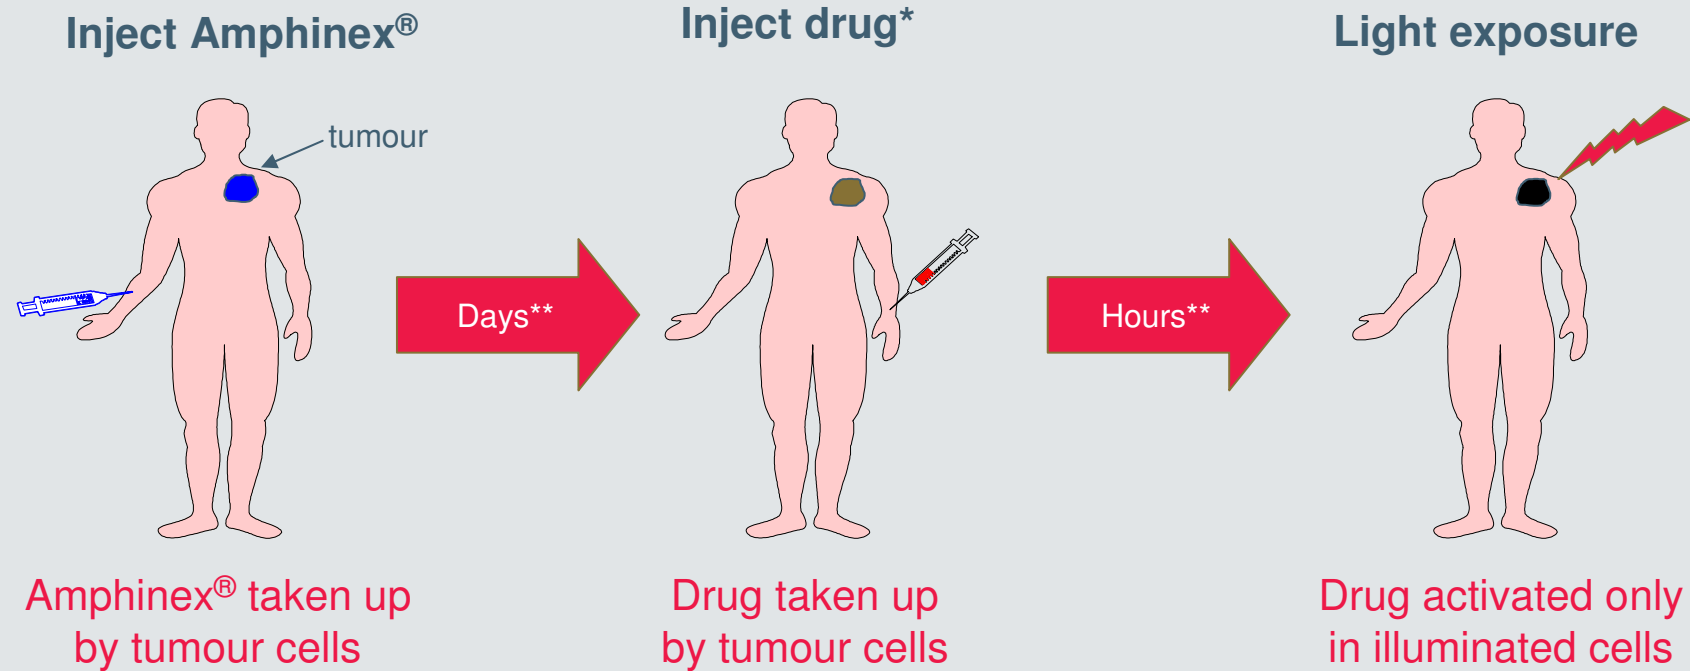 Inject Amphinex®
Inject drug*
Light exposure
tumour
Days**
Hours**
Amphinex® taken up
by tumour cells
Drug taken up
by tumour cells
Drug activated only
in illuminated cells